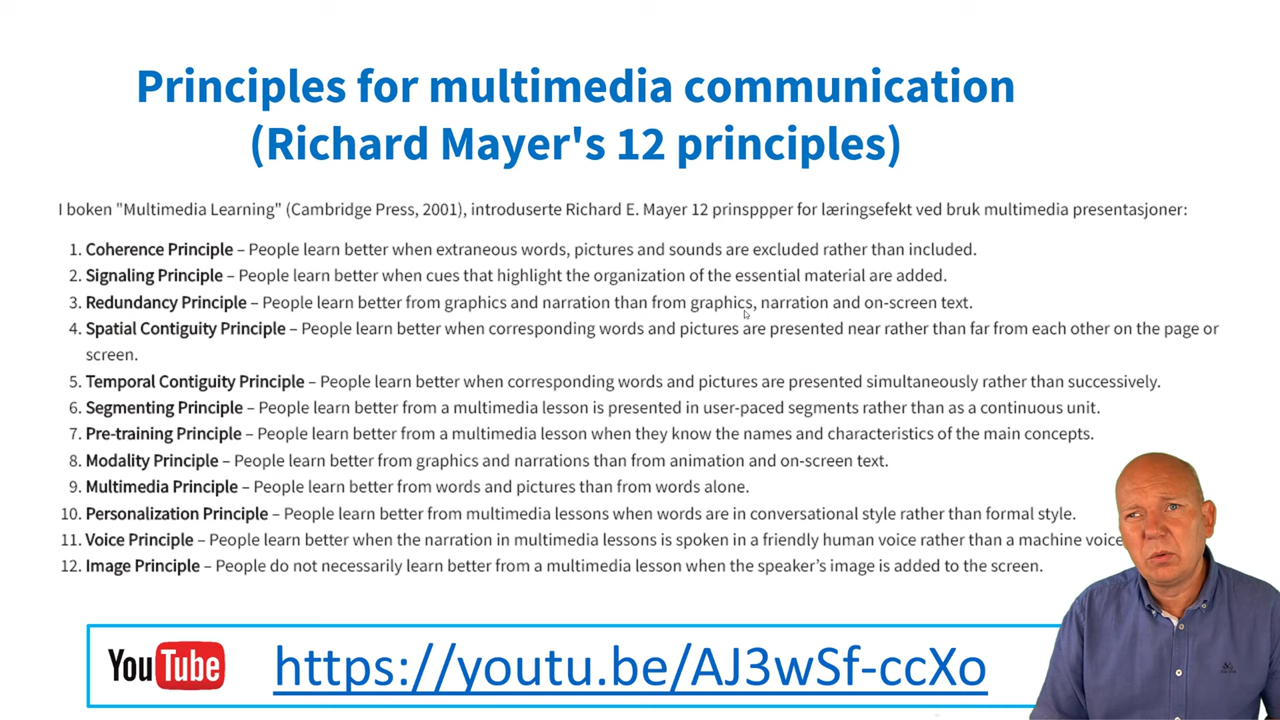 Principles for multimedia communication
(Richard Mayer's 12 principles)
I boken "Multimedia Learning" (Cambridge Press, 2001), introduserte Richard E. Mayer 12 prinsppper for læringsefekt ved bruk multimedia presentasjoner:
1. Coherence Principle – People learn better when extraneous words, pictures and sounds are excluded rather than included.
2. Signaling Principle – People learn better when cues that highlight the organization of the essential material are added.
3. Redundancy Principle – People learn better from graphics and narration than from graphics, narration and on-screen text.
4. Spatial Contiguity Principle – People learn better when corresponding words and pictures are presented near rather than far from each other on the page or
screen.
5. Temporal Contiguity Principle – People learn better when corresponding words and pictures are presented simultaneously rather than successively.
6. Segmenting Principle – People learn better from a multimedia lesson is presented in user-paced segments rather than as a continuous unit.
7. Pre-training Principle – People learn better from a multimedia lesson when they know the names and characteristics of the main concepts.
8. Modality Principle – People learn better from graphics and narrations than from animation and on-screen text.
9. Multimedia Principle – People learn better from words and pictures than from words alone.
10. Personalization Principle – People learn better from multimedia lessons when words are in conversational style rather than formal style.
11. Voice Principle – People learn better when the narration in multimedia lessons is spoken in a friendly human voice rather than a machine voice
12. Image Principle – People do not necessarily learn better from a multimedia lesson when the speaker’s image is added to the screen.
YouTube https://youtu.be/AJ3wSf-ccXo